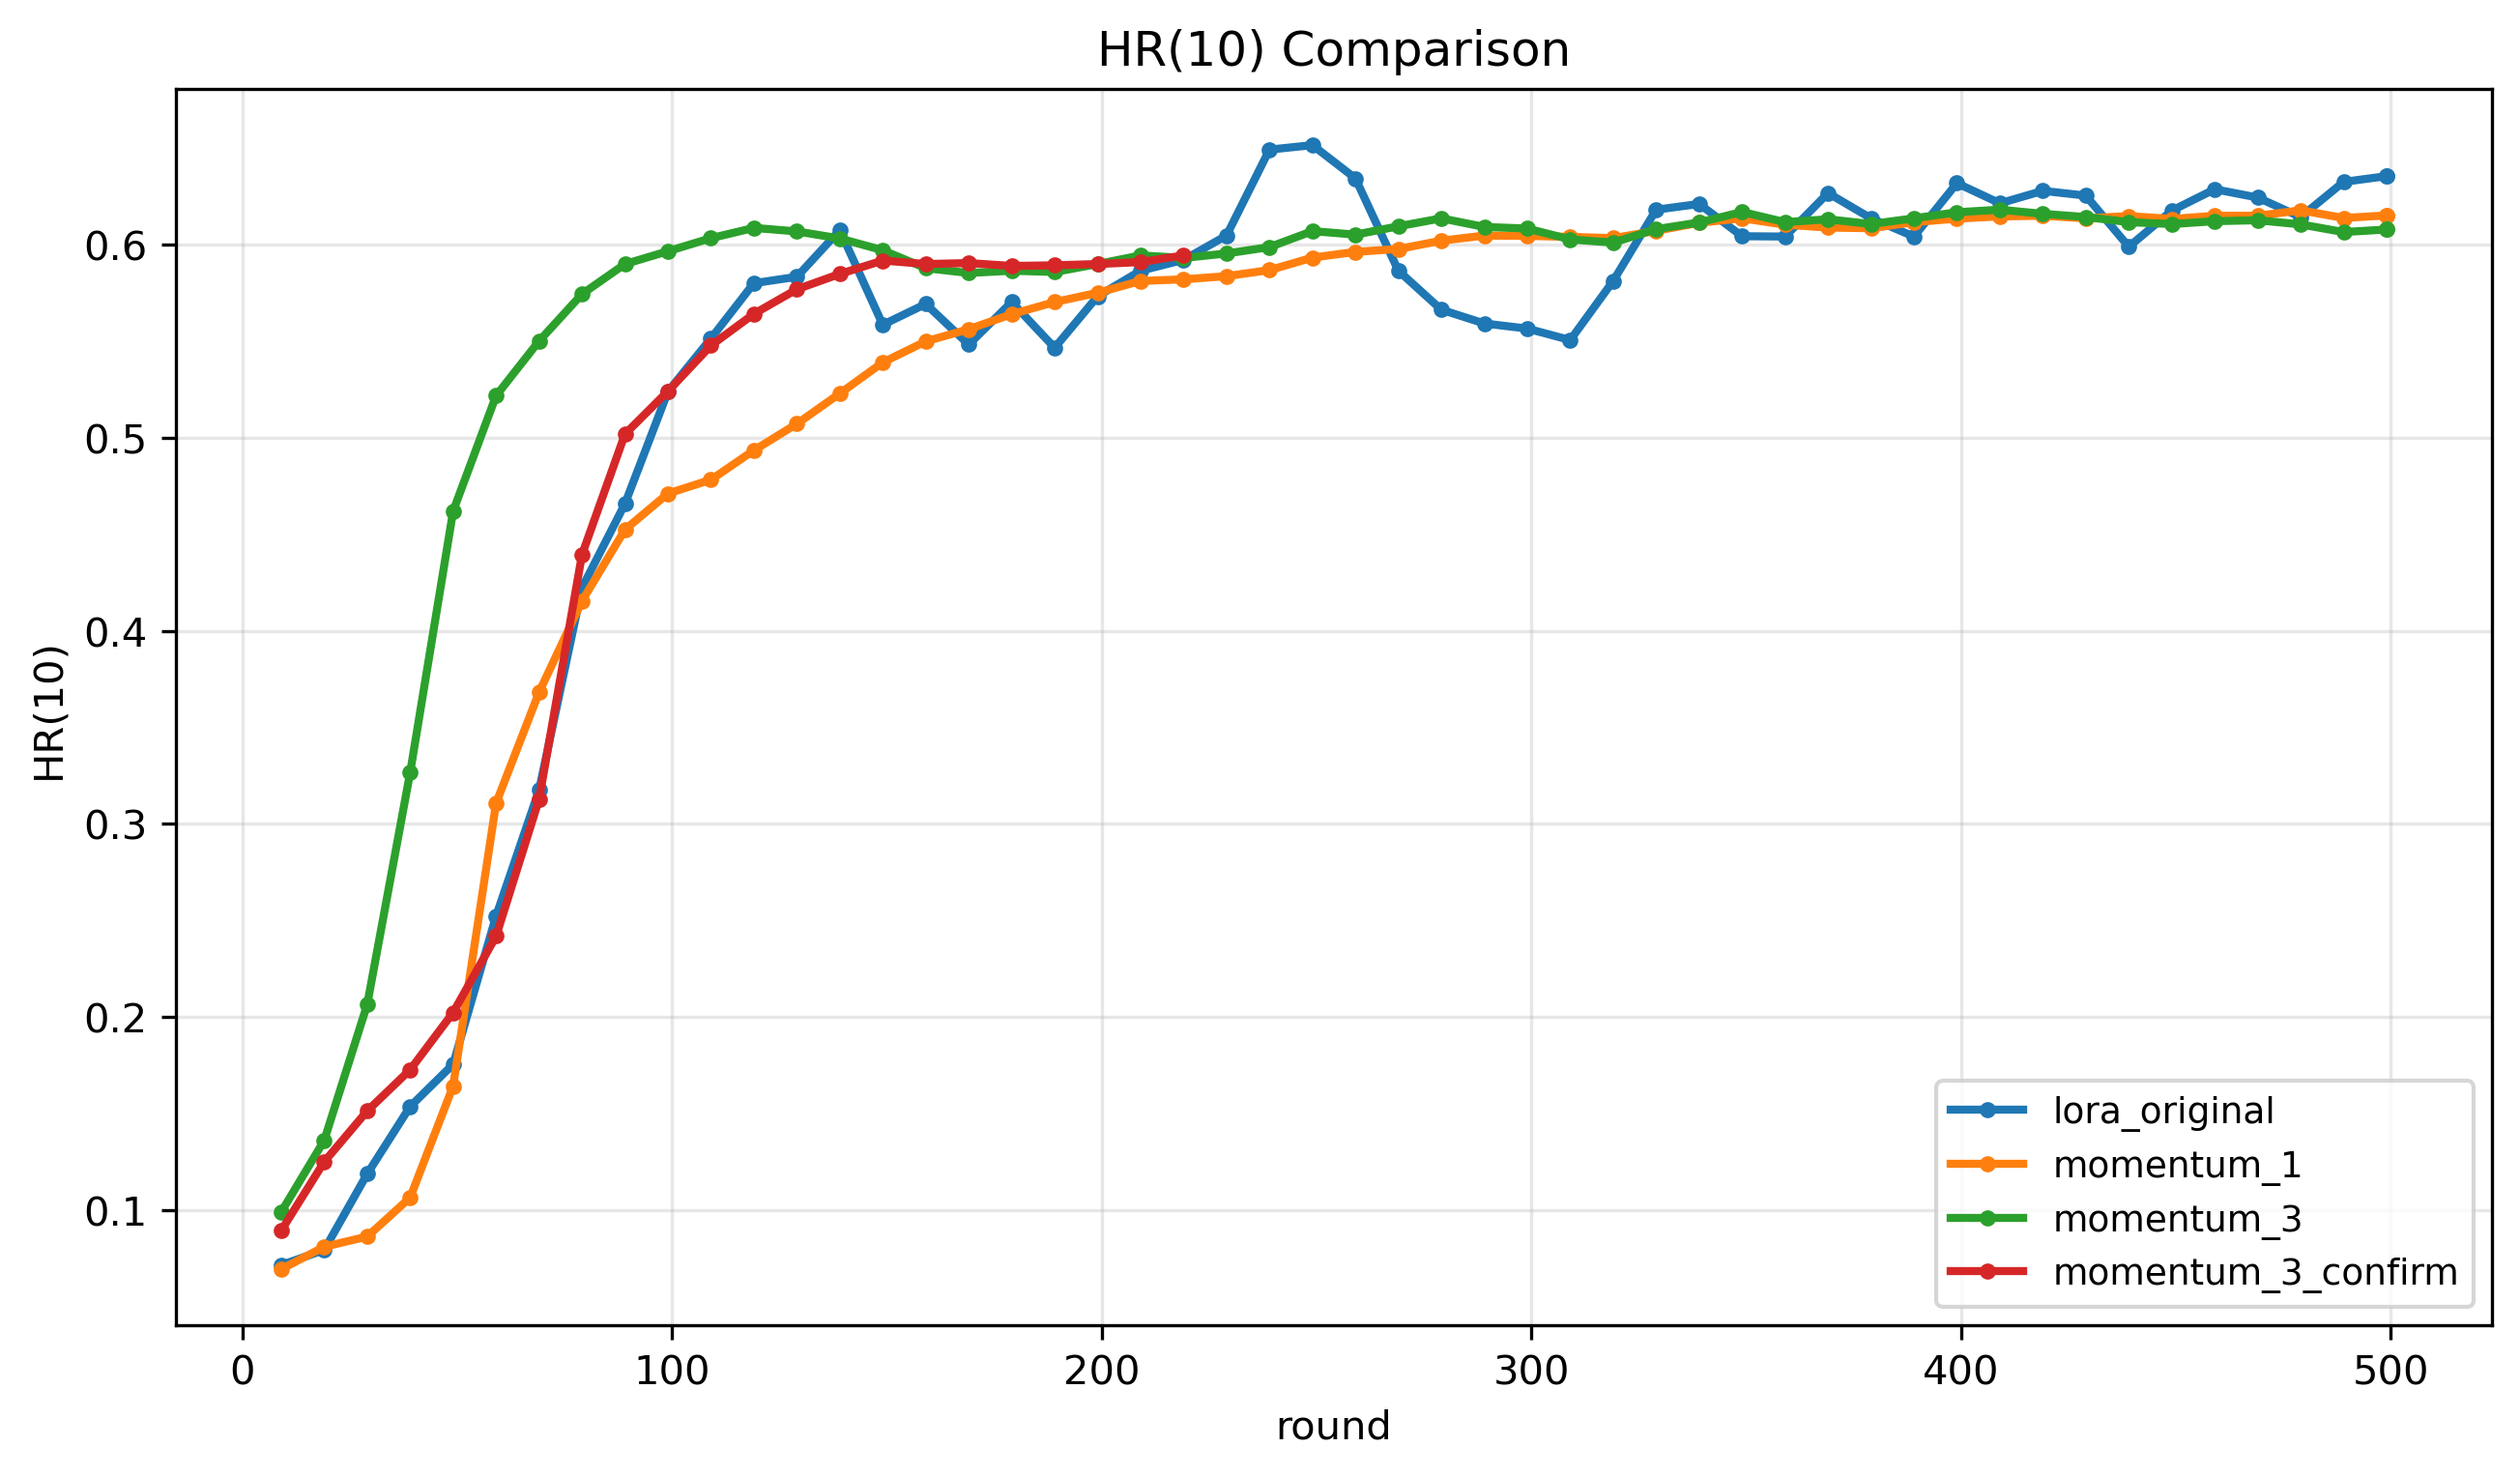 HR(10) Comparison
HR(10)
0.6
0.5
0.4
0.3
0.2
0.1
0 100 200 300 400 500
round
lora_original
momentum_1
momentum_3
momentum_3_confirm